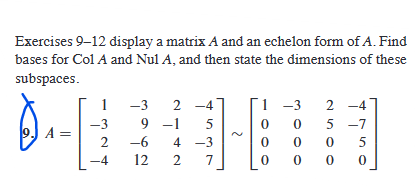 Exercises 9–12 display a matrix A and an echelon form of A. Find
bases for Col A and Nul A, and then state the dimensions of these
subspaces.
9. A = [ 1 −3 2 −4 ] ~ [ 1 −3 2 −4 ]
[ −3 9 −1 5 ] [ 0 0 5 −7 ]
[ 2 −6 4 −3 ] [ 0 0 0 5 ]
[ −4 12 2 7 ] [ 0 0 0 0 ]